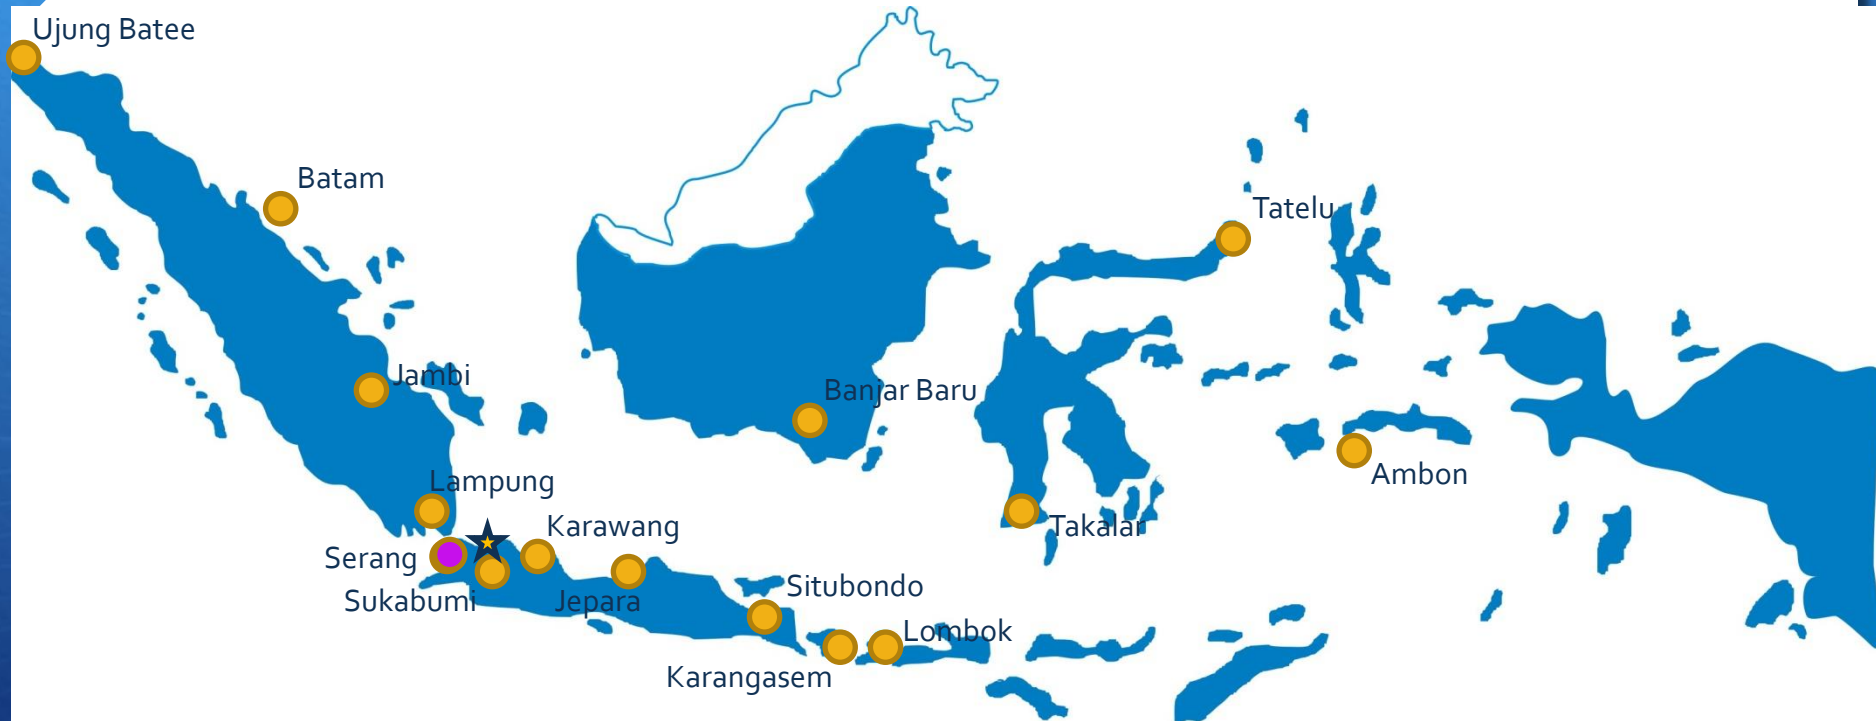 Ujung Batee
Batam
Tatelu
Jambi
Banjar Baru
Lampung
Ambon
Karawang
Takalar
Serang
Sukabumi
Jepara
Situbondo
Lombok
Karangasem